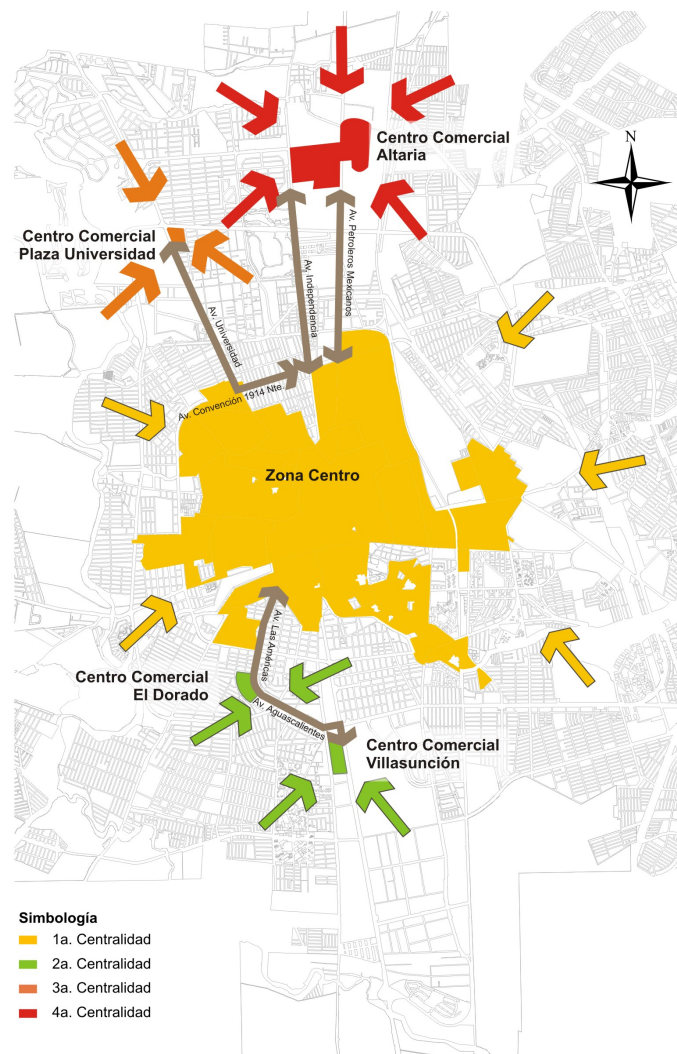 Centro Comercial
Altaria
N
Centro Comercial
Plaza Universidad
Av. Petroleros Mexicanos
Av. Independencia
Av. Universidad
Av. Convención 1914 Nte.
Zona Centro
Av. Las Américas
Centro Comercial
El Dorado
Av. Aguascalientes
Centro Comercial
Villasunción
Simbología
1a. Centralidad
2a. Centralidad
3a. Centralidad
4a. Centralidad